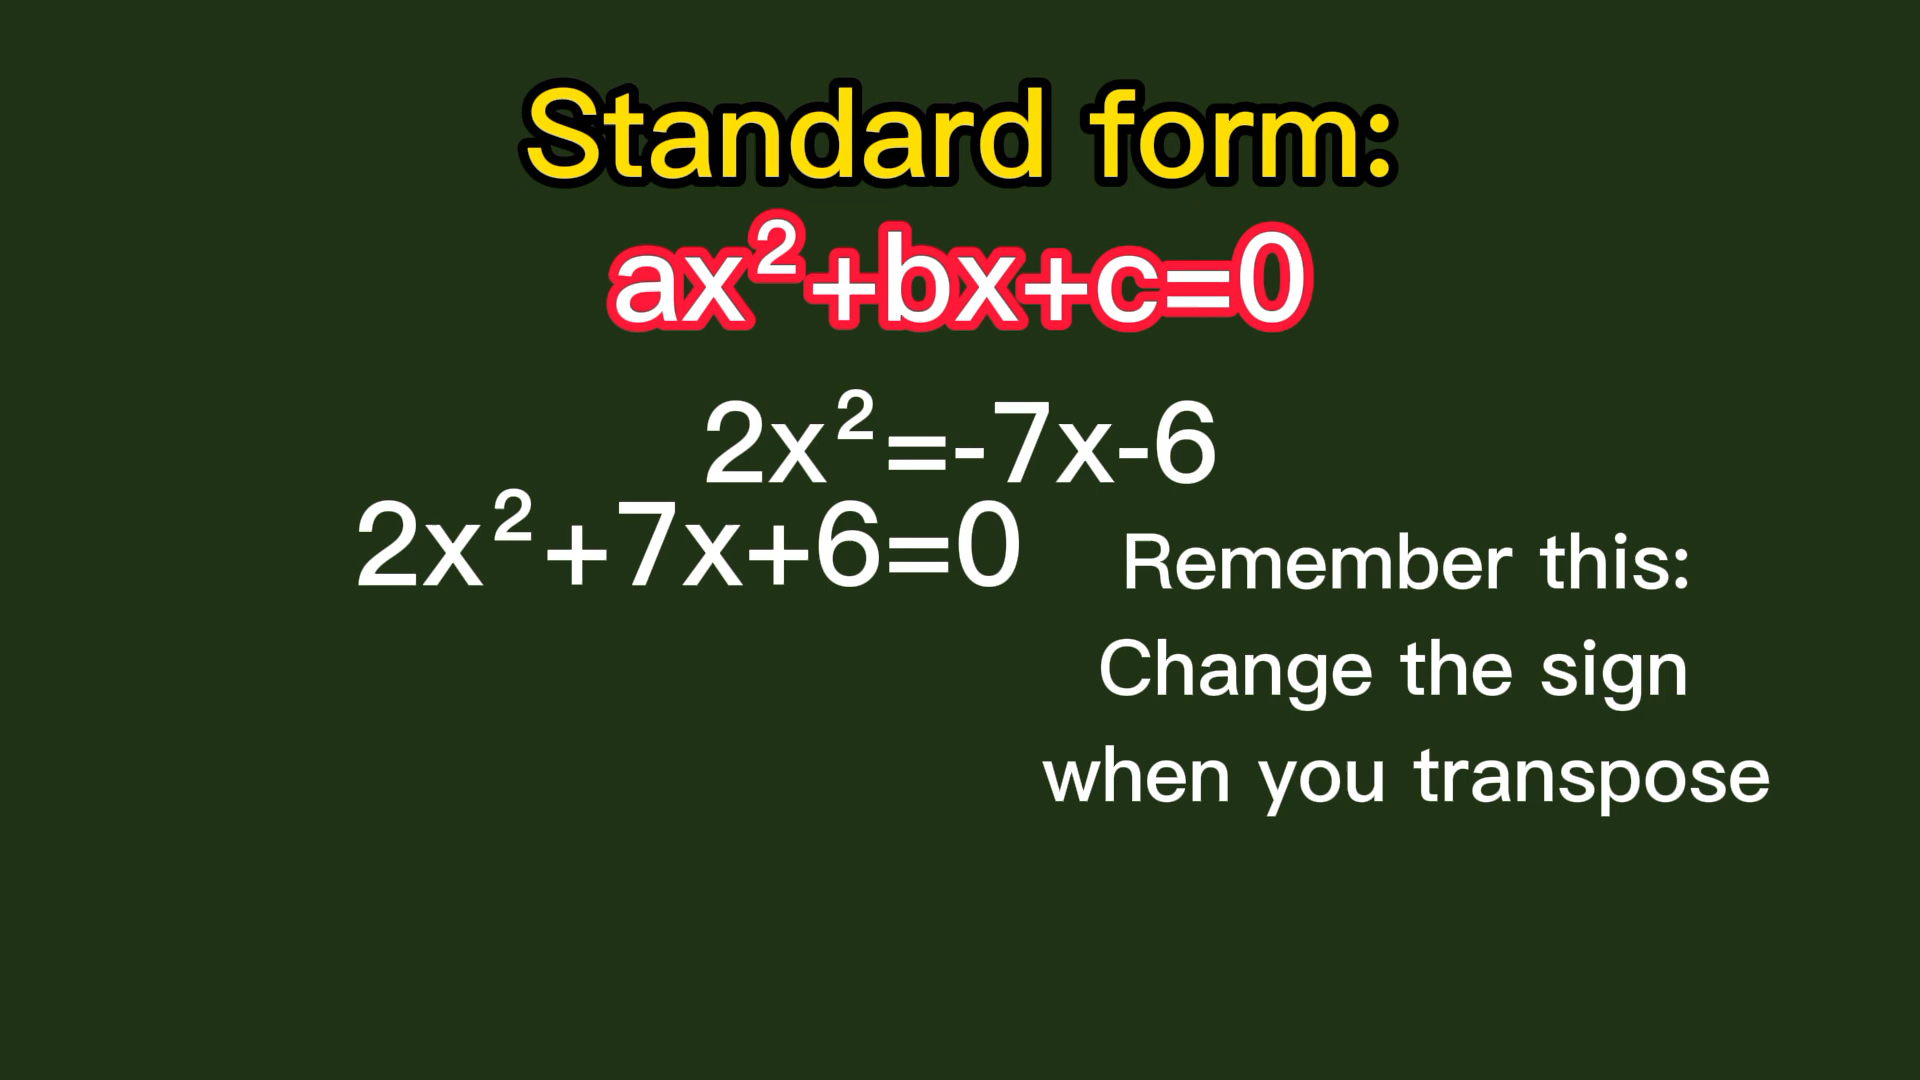 Standard form:
ax²+bx+c=0
2x²=-7x-6
2x²+7x+6=0
Remember this:
Change the sign
when you transpose